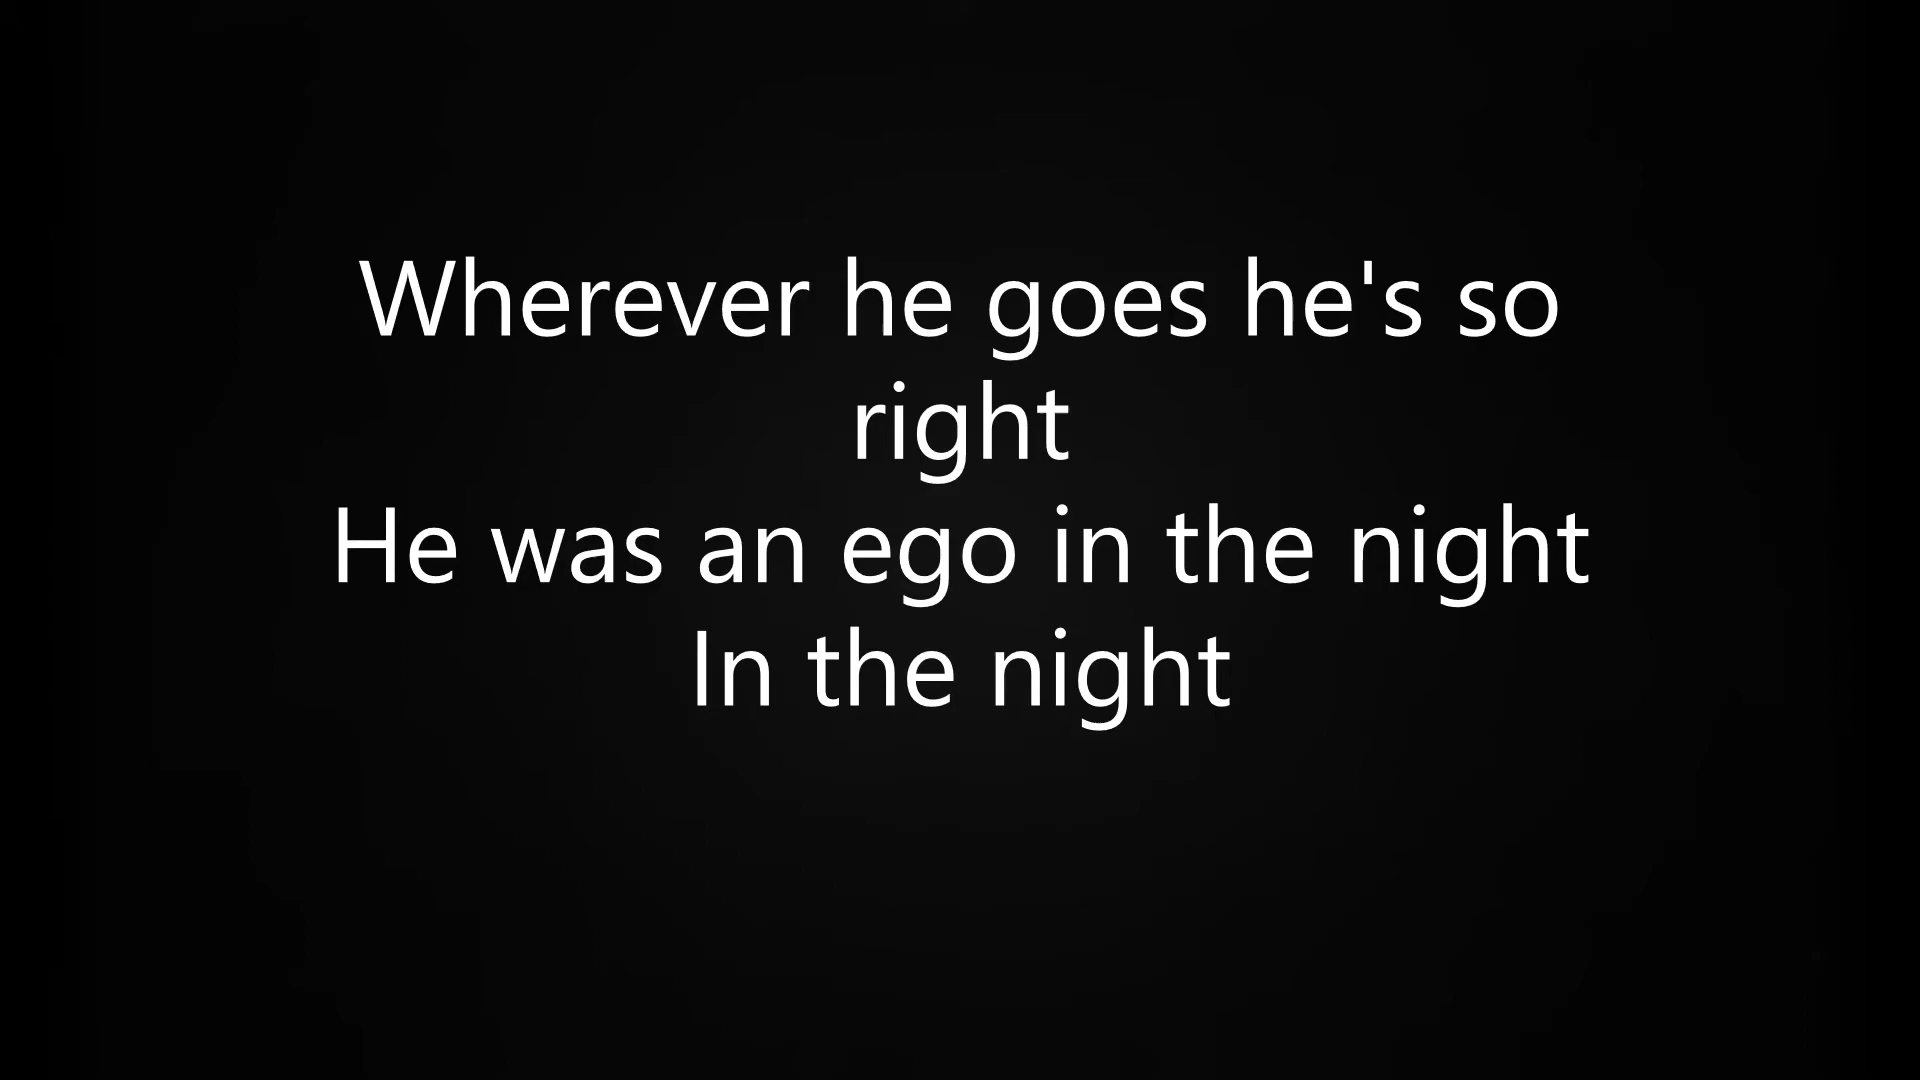 Wherever he goes he's so
right
He was an ego in the night
In the night